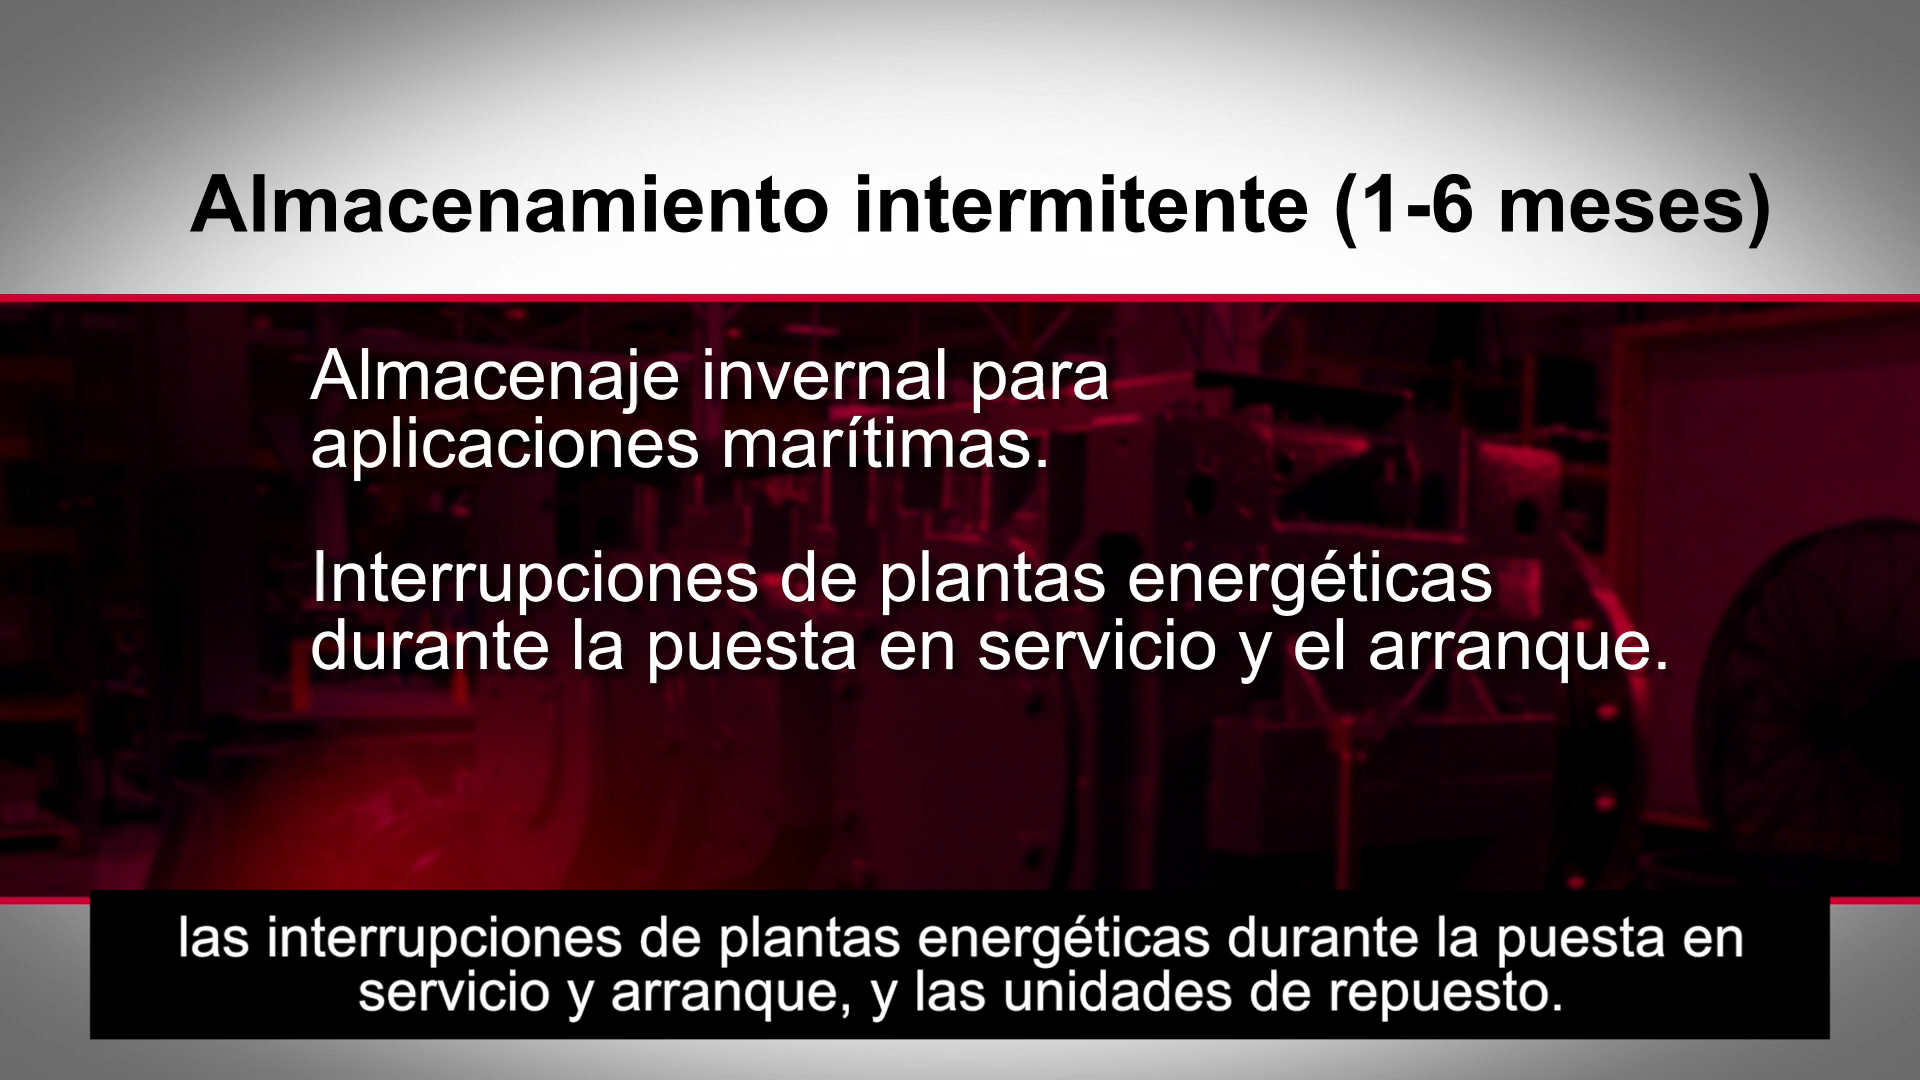 Almacenamiento intermitente (1-6 meses)
Almacenaje invernal para
aplicaciones marítimas.
Interrupciones de plantas energéticas
durante la puesta en servicio y el arranque.
las interrupciones de plantas energéticas durante la puesta en
servicio y arranque, y las unidades de repuesto.